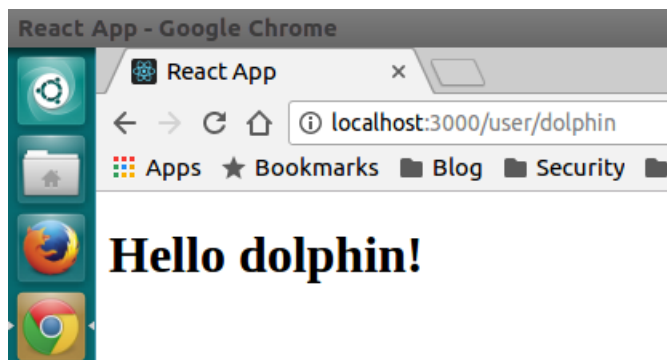 React App - Google Chrome
React App
localhost:3000/user/dolphin
Apps Bookmarks Blog Security
Hello dolphin!